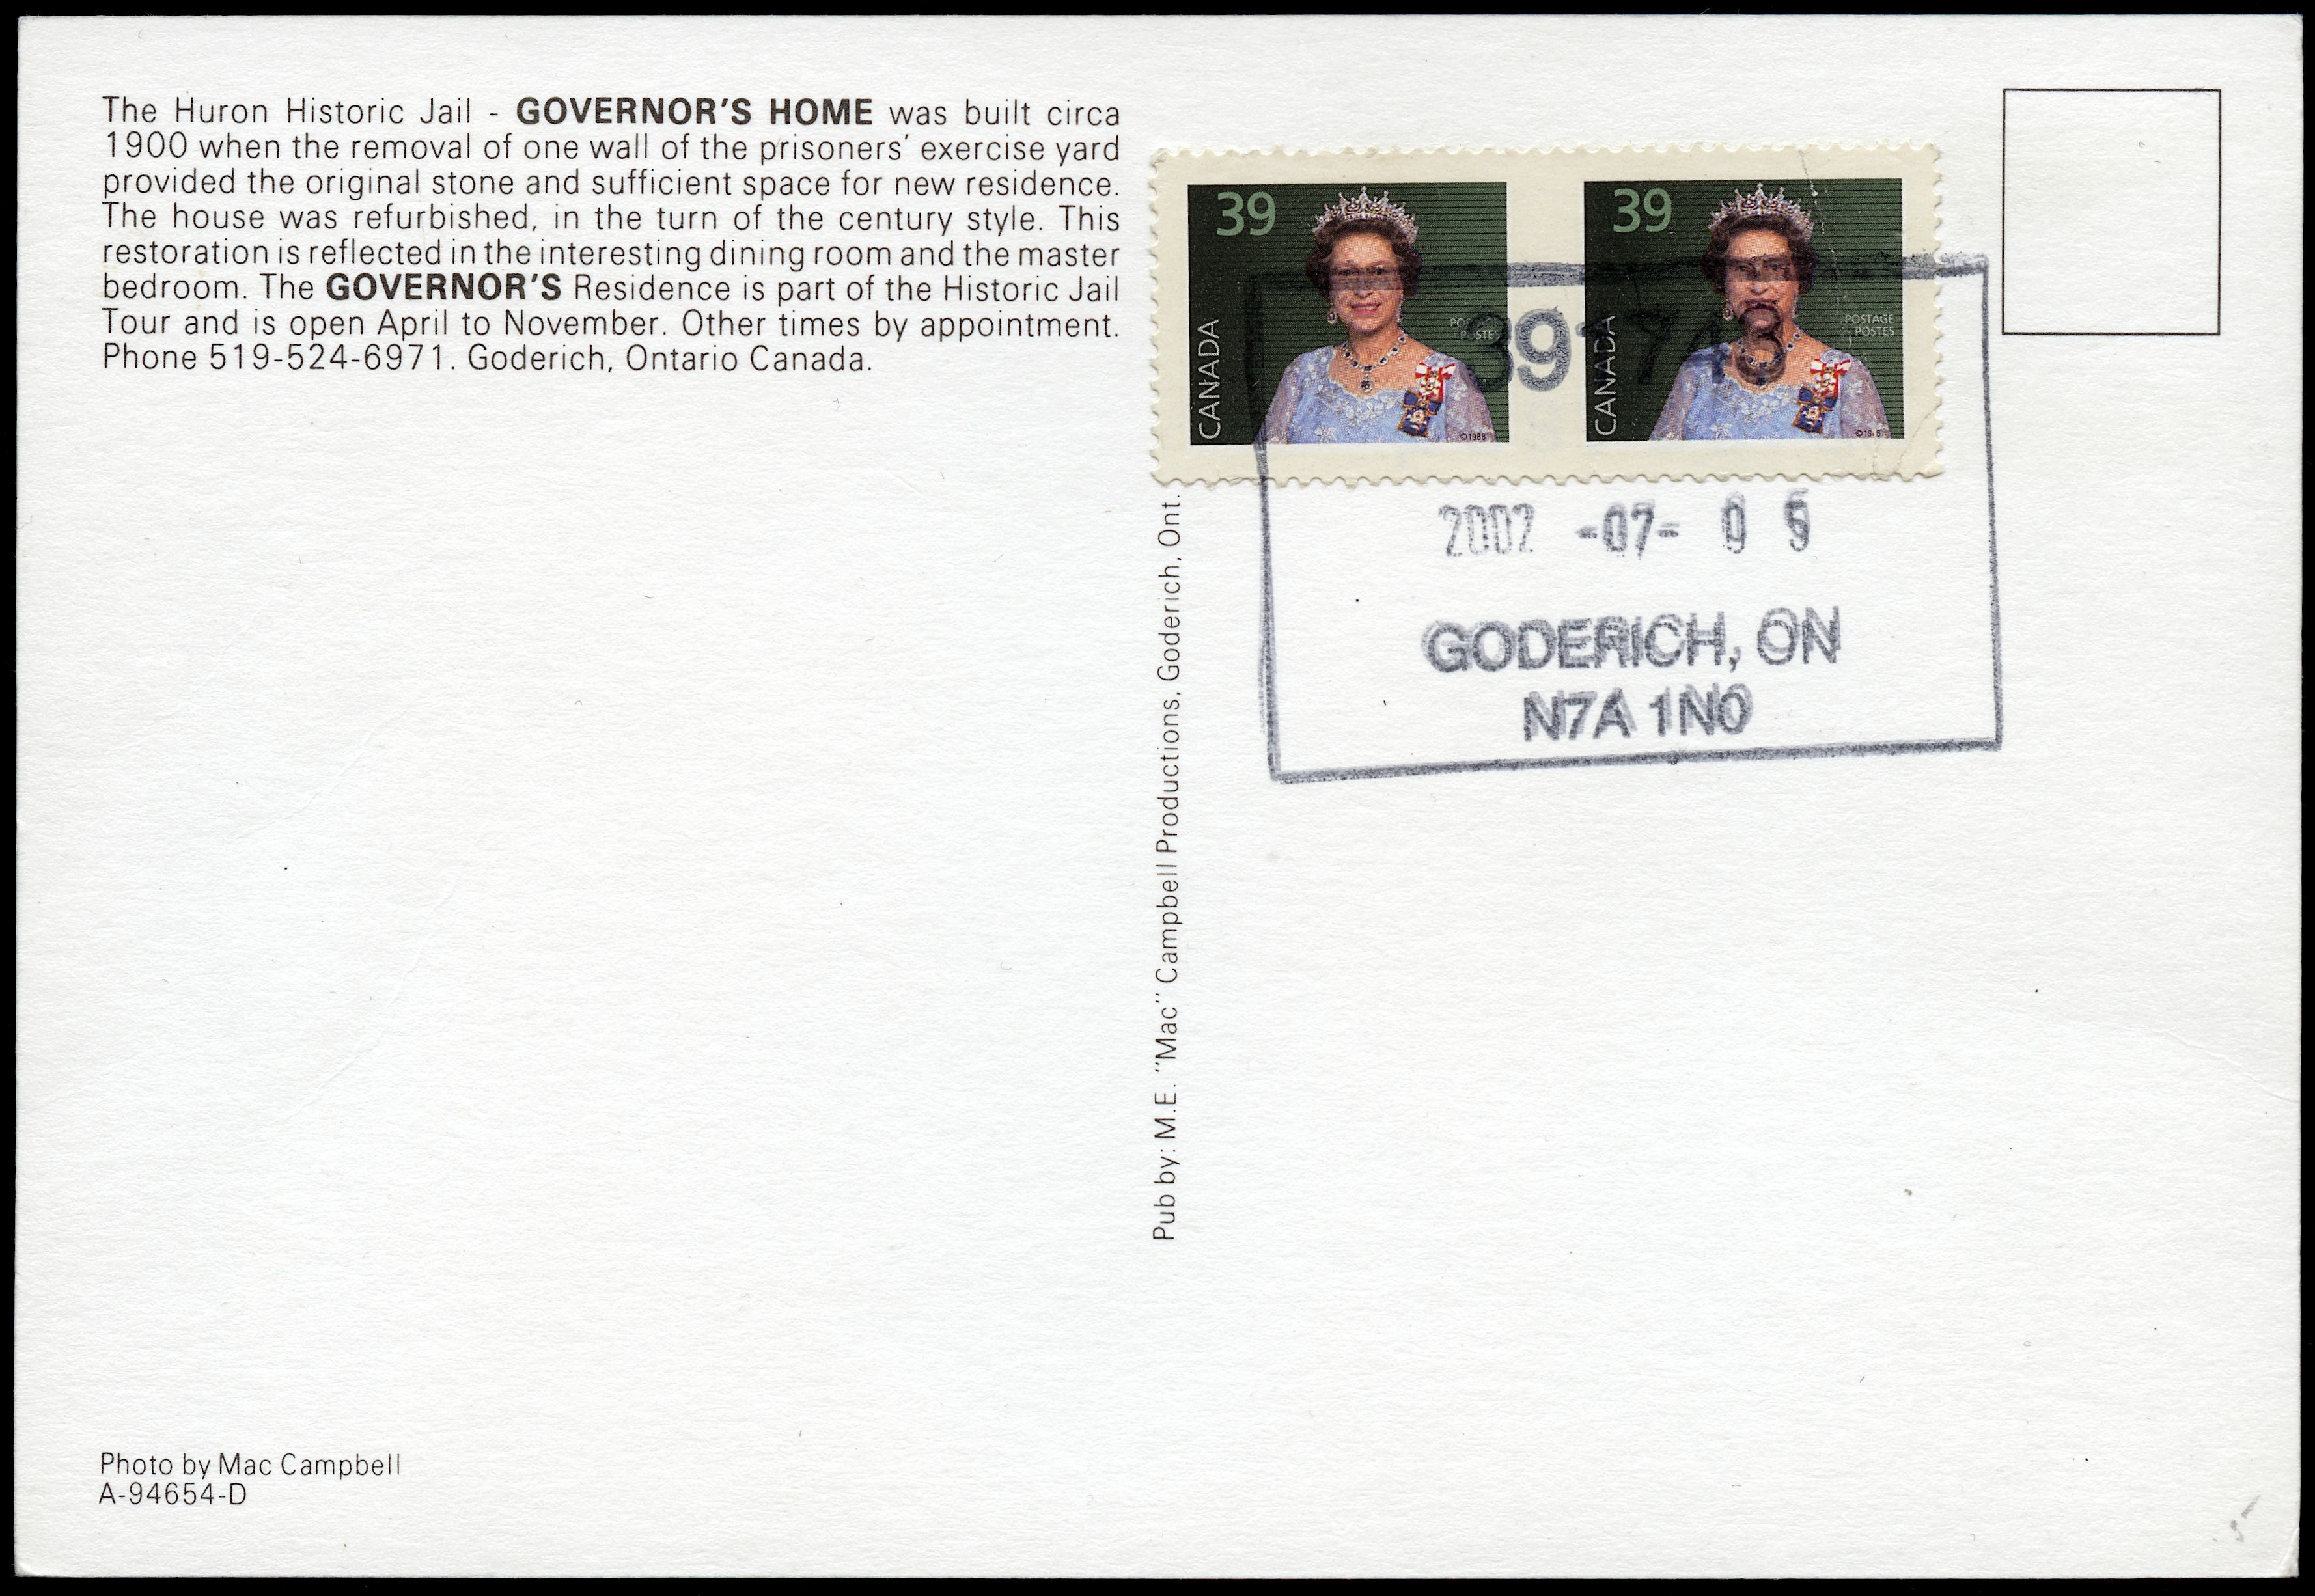 The Huron Historic Jail - GOVERNOR'S HOME was built circa
1900 when the removal of one wall of the prisoners' exercise yard
provided the original stone and sufficient space for new residence.
The house was refurbished, in the turn of the century style. This
restoration is reflected in the interesting dining room and the master
bedroom. The GOVERNOR'S Residence is part of the Historic Jail
Tour and is open April to November. Other times by appointment.
Phone 519-524-6971. Goderich, Ontario Canada.
39
CANADA
©1988
39
CANADA
POSTAGE
POSTES
2002 -07- 0
GODERICH, ON
N7A 1N0
Pub by: M.E. "Mac" Campbell Productions, Goderich, Ont.
Photo by Mac Campbell
A-94654-D